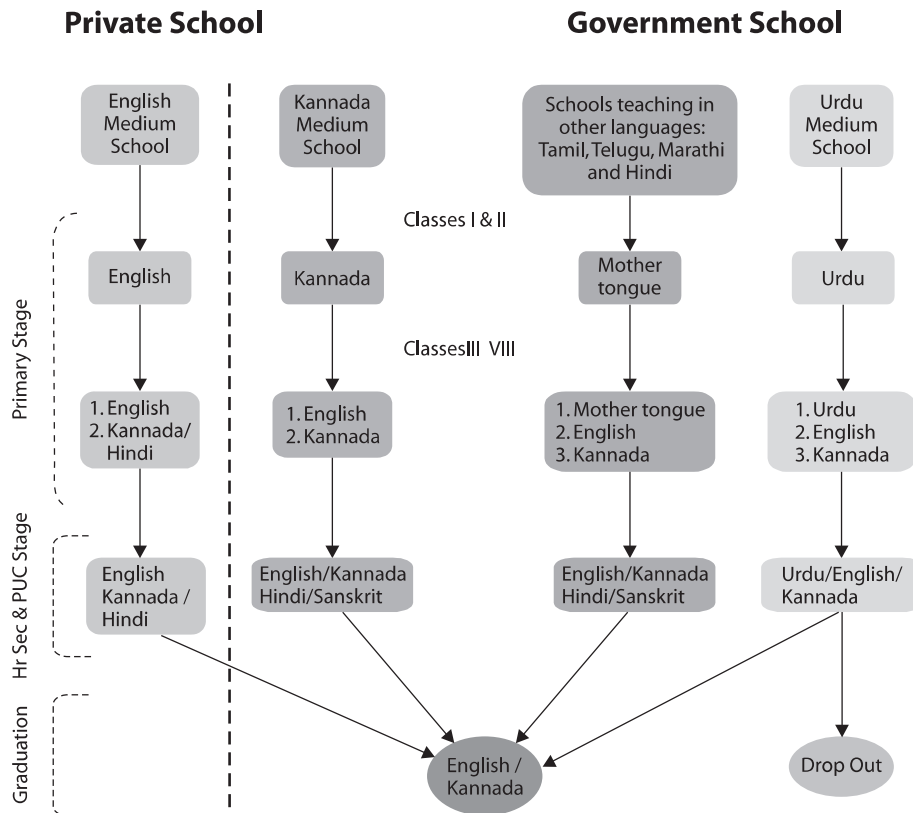 Private School
Government School
English
Medium
School
Kannada
Medium
School
Schools teaching in
other languages:
Tamil, Telugu, Marathi
and Hindi
Urdu
Medium
School
Classes I & II
English
Kannada
Mother
tongue
Urdu
ClassesIII VIII
Primary Stage
1. English
2. Kannada/
Hindi
1. English
2. Kannada
1. Mother tongue
2. English
3. Kannada
1. Urdu
2. English
3. Kannada
Hr Sec & PUC Stage
English
Kannada /
Hindi
English/Kannada
Hindi/Sanskrit
English/Kannada
Hindi/Sanskrit
Urdu/English/
Kannada
Graduation
English /
Kannada
Drop Out